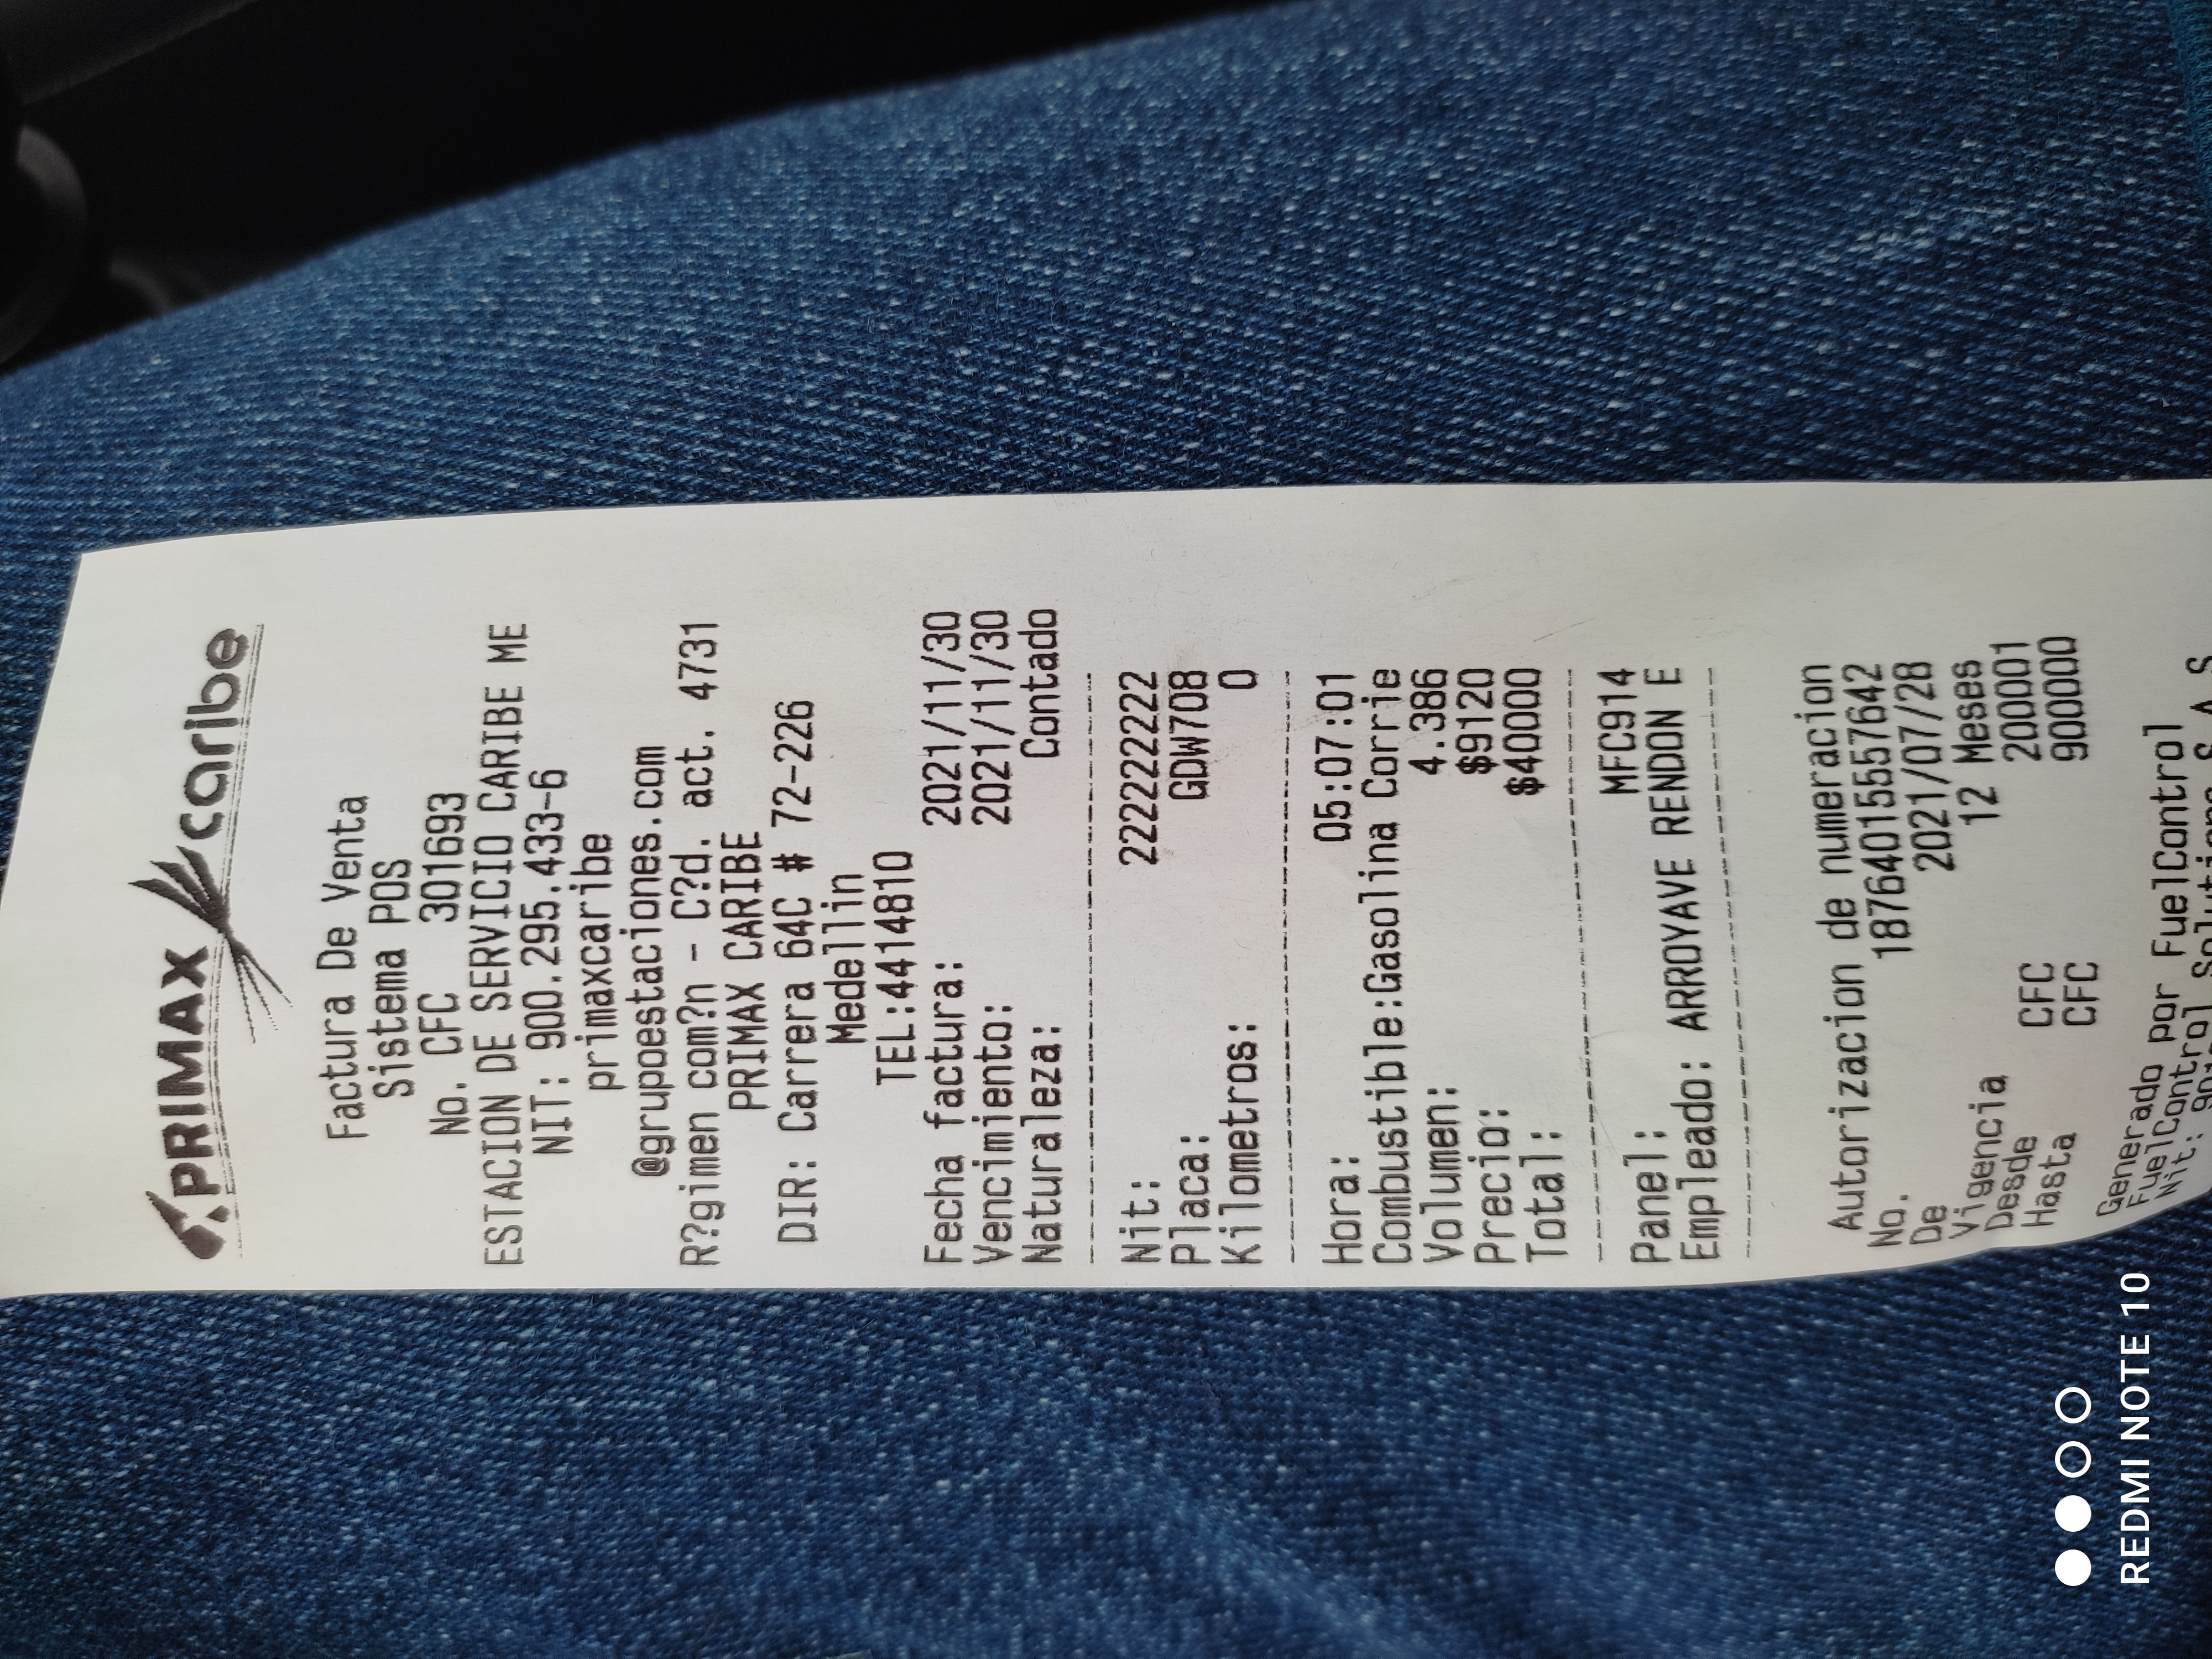 PRIMAX caribe
Factura De Venta
Sistema POS
No. CFC 301693
ESTACION DE SERVICIO CARIBE ME
NIT: 900.295.433-6
primaxcaribe
@grupoestaciones.com
R?gimen com?n - C?d. act. 4731
PRIMAX CARIBE
DIR: Carrera 64C # 72-226
Medellin
TEL:4414810
Fecha factura: 2021/11/30
Vencimiento: 2021/11/30
Naturaleza: Contado
Nit: 222222222222
Placa: GDW708
Kilometros: 0
Hora: 05:07:01
Combustible:Gasolina Corrie
Volumen: 4.386
Precio: $9120
Total: $40000
Panel: MFC914
Empleado: ARROYAVE RENDON E
Autorizacion de numeracion
No. 18764015557642
De 2021/07/28
Vigencia 12 Meses
Desde CFC 200001
Hasta CFC 900000
Generado por FuelControl
FuelControl Solutions S A S
Nit:
REDMI NOTE 10